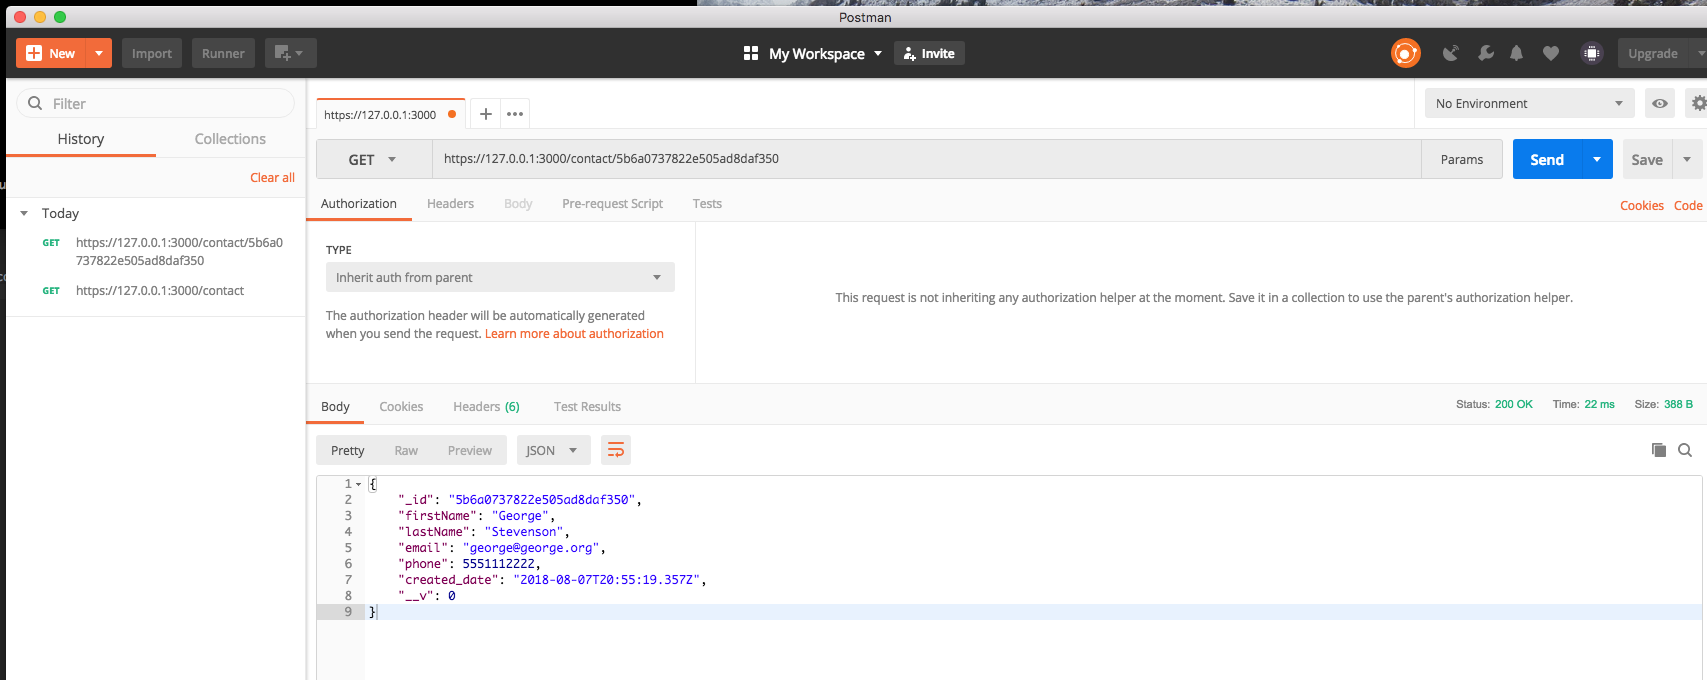 Postman
New
Import
Runner
My Workspace
Invite
Upgrade
Filter
History
Collections
Clear all
Today
GET https://127.0.0.1:3000/contact/5b6a0
737822e505ad8daf350
GET https://127.0.0.1:3000/contact
https://127.0.0.1:3000
No Environment
GET
https://127.0.0.1:3000/contact/5b6a0737822e505ad8daf350
Params
Send
Save
Authorization
Headers
Body
Pre-request Script
Tests
Cookies
Code
TYPE
Inherit auth from parent
The authorization header will be automatically generated
when you send the request. Learn more about authorization
This request is not inheriting any authorization helper at the moment. Save it in a collection to use the parent's authorization helper.
Body
Cookies
Headers (6)
Test Results
Status: 200 OK
Time: 22 ms
Size: 388 B
Pretty
Raw
Preview
JSON
1 {
2 "_id": "5b6a0737822e505ad8daf350",
3 "firstName": "George",
4 "lastName": "Stevenson",
5 "email": "george@george.org",
6 "phone": 5551112222,
7 "created_date": "2018-08-07T20:55:19.357Z",
8 "__v": 0
9 }